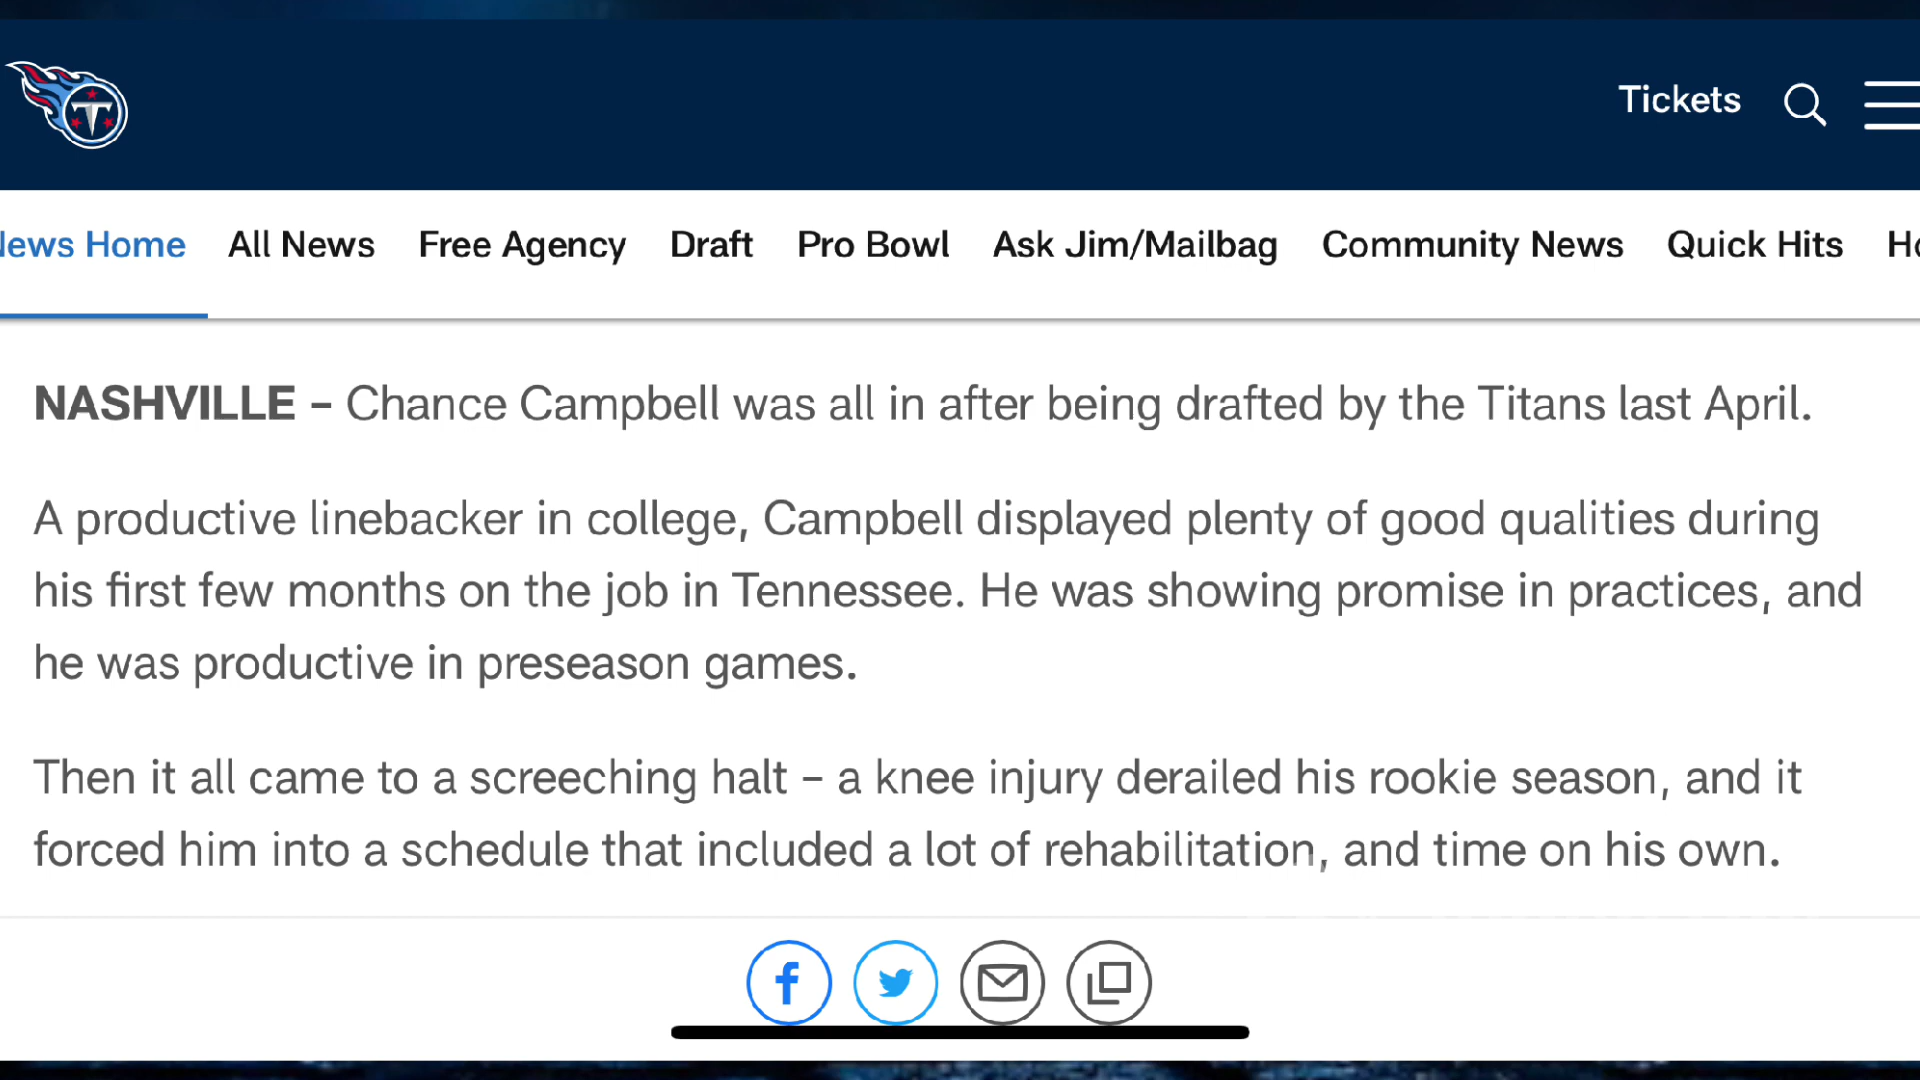 T
Tickets
News Home All News Free Agency Draft Pro Bowl Ask Jim/Mailbag Community News Quick Hits
NASHVILLE – Chance Campbell was all in after being drafted by the Titans last April.
A productive linebacker in college, Campbell displayed plenty of good qualities during
his first few months on the job in Tennessee. He was showing promise in practices, and
he was productive in preseason games.
Then it all came to a screeching halt – a knee injury derailed his rookie season, and it
forced him into a schedule that included a lot of rehabilitation, and time on his own.